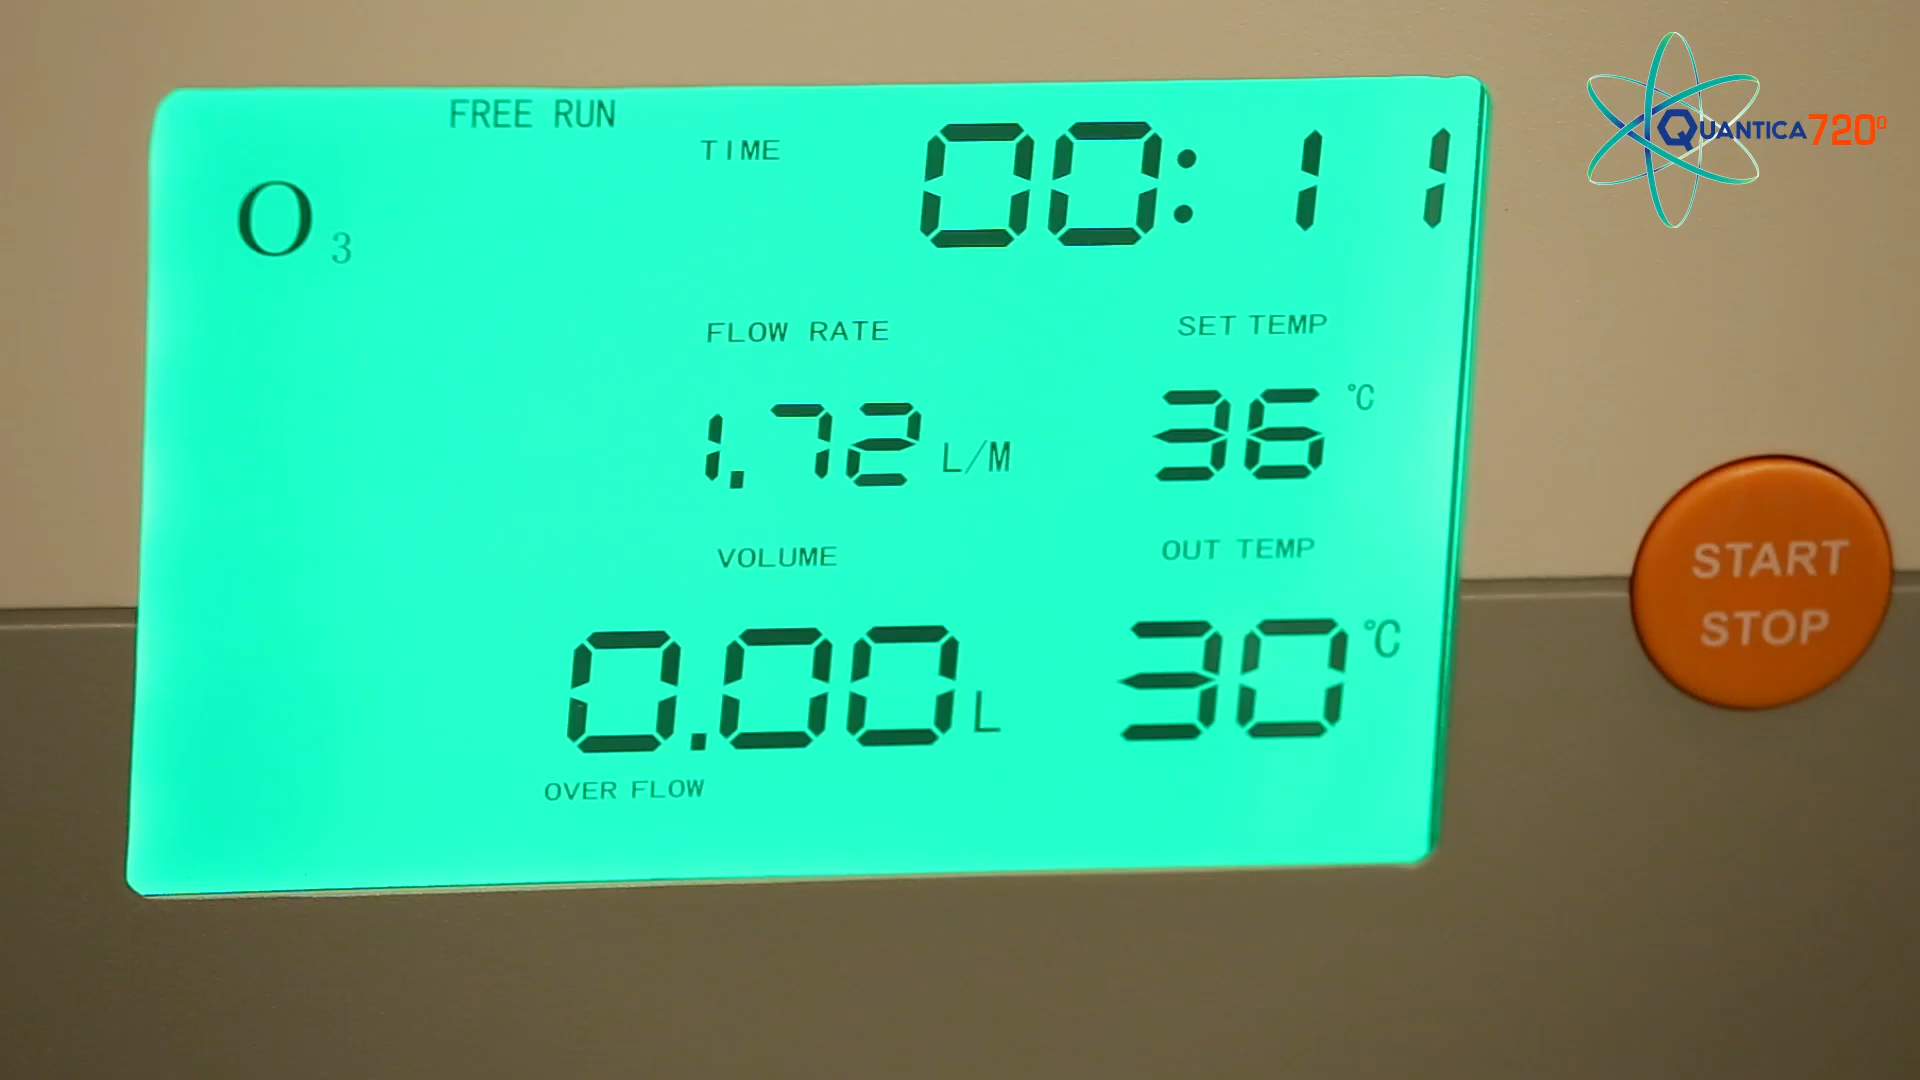 FREE RUN
TIME 00:11
O3
FLOW RATE
1.72 L/M
SET TEMP
36 °C
VOLUME
0.00 L
OUT TEMP
30 °C
OVER FLOW
START
STOP
QUANTICA720°